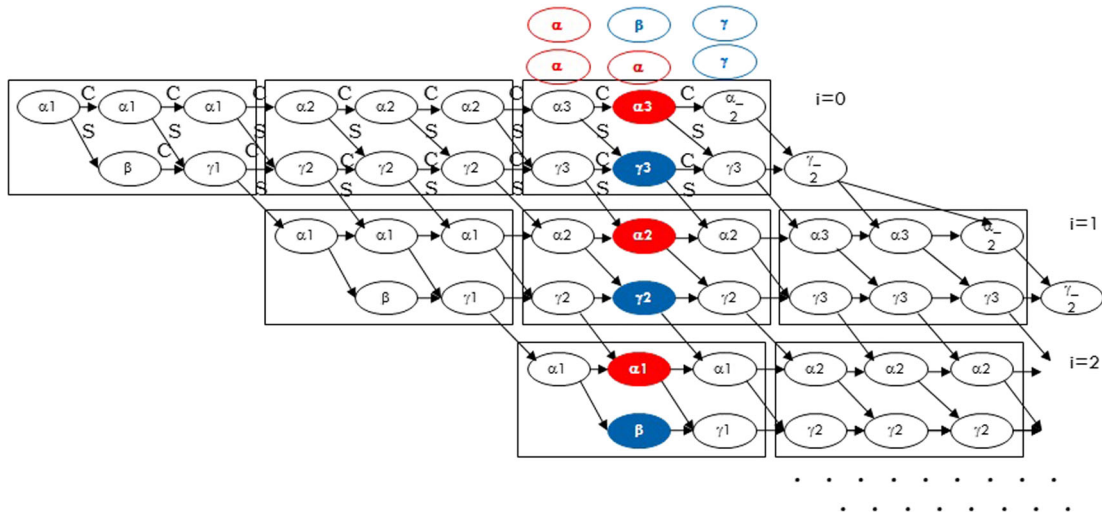 α β γ
α α γ
C C C C C C C C
α1 α1 α1 α2 α2 α2 α3 α3 α_2 i=0
S S S S S S S S
C C C C C C
β γ1 γ2 γ2 γ2 γ3 γ3 γ3 γ_2
S S S S
α1 α1 α1 α2 α2 α2 α3 α3 α_2 i=1
β γ1 γ2 γ2 γ2 γ3 γ3 γ3 γ_2
α1 α1 α1 α2 α2 α2 i=2
β γ1 γ2 γ2 γ2
. . . . . . . . .
. . . . . . . . .